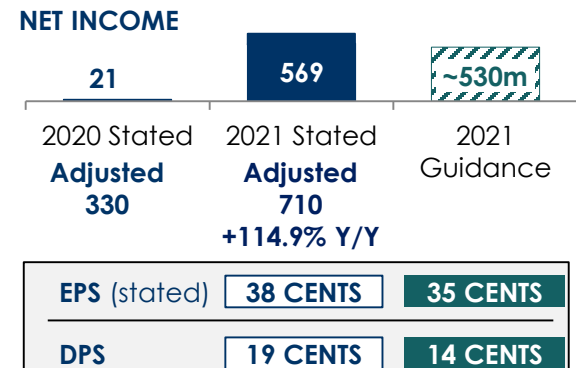 NET INCOME
21
569
~530m
2020 Stated
2021 Stated
2021
Guidance
Adjusted
330
Adjusted
710
+114.9% Y/Y
EPS (stated)
38 CENTS
35 CENTS
DPS
19 CENTS
14 CENTS